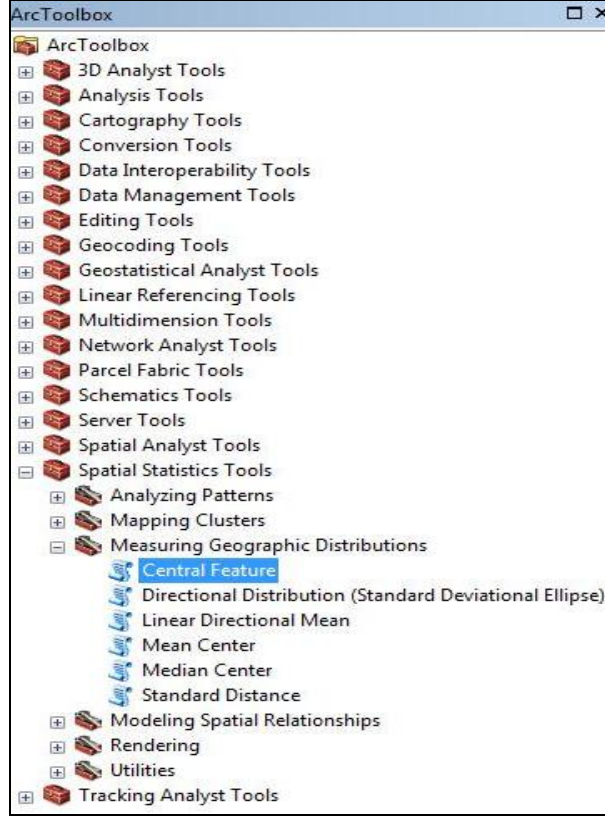 ArcToolbox
ArcToolbox
3D Analyst Tools
Analysis Tools
Cartography Tools
Conversion Tools
Data Interoperability Tools
Data Management Tools
Editing Tools
Geocoding Tools
Geostatistical Analyst Tools
Linear Referencing Tools
Multidimension Tools
Network Analyst Tools
Parcel Fabric Tools
Schematics Tools
Server Tools
Spatial Analyst Tools
Spatial Statistics Tools
Analyzing Patterns
Mapping Clusters
Measuring Geographic Distributions
Central Feature
Directional Distribution (Standard Deviational Ellipse)
Linear Directional Mean
Mean Center
Median Center
Standard Distance
Modeling Spatial Relationships
Rendering
Utilities
Tracking Analyst Tools